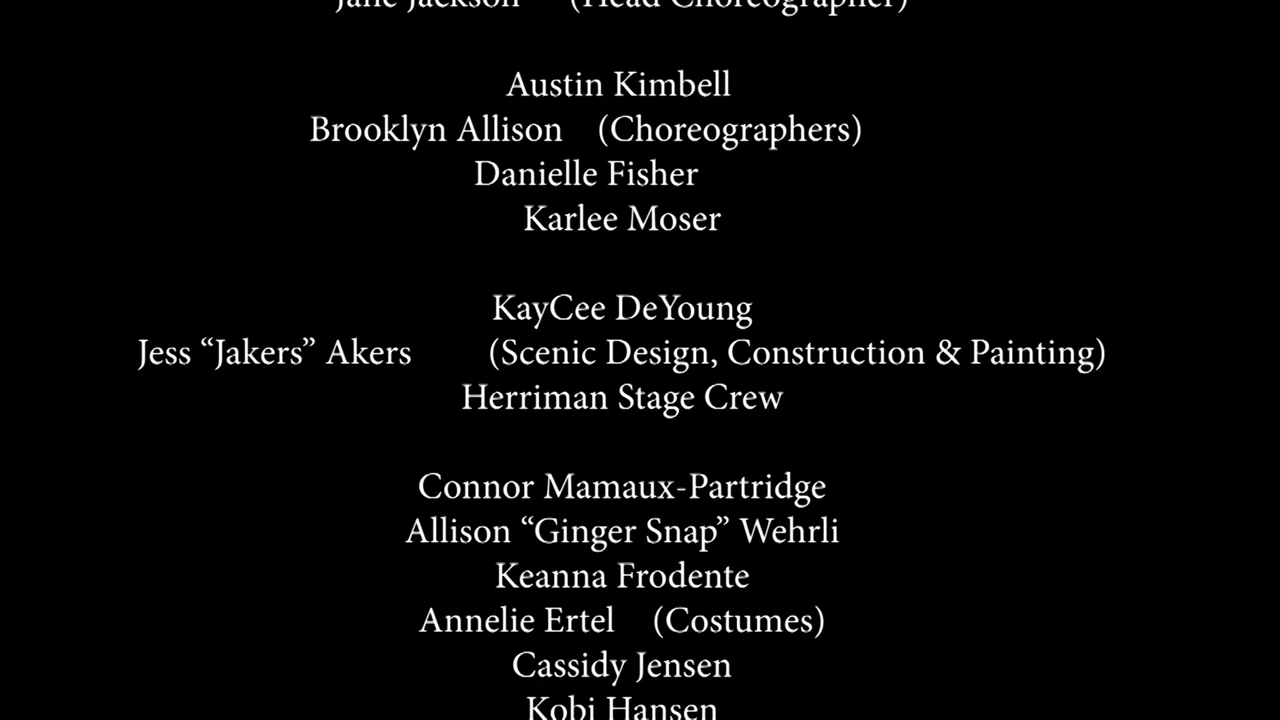 Jane Jackson (Head Choreographer)
Austin Kimbell
Brooklyn Allison (Choreographers)
Danielle Fisher
Karlee Moser
KayCee DeYoung
Jess “Jakers” Akers (Scenic Design, Construction & Painting)
Herriman Stage Crew
Connor Mamaux-Partridge
Allison “Ginger Snap” Wehrli
Keanna Frodente
Annelie Ertel (Costumes)
Cassidy Jensen
Kobi Hansen